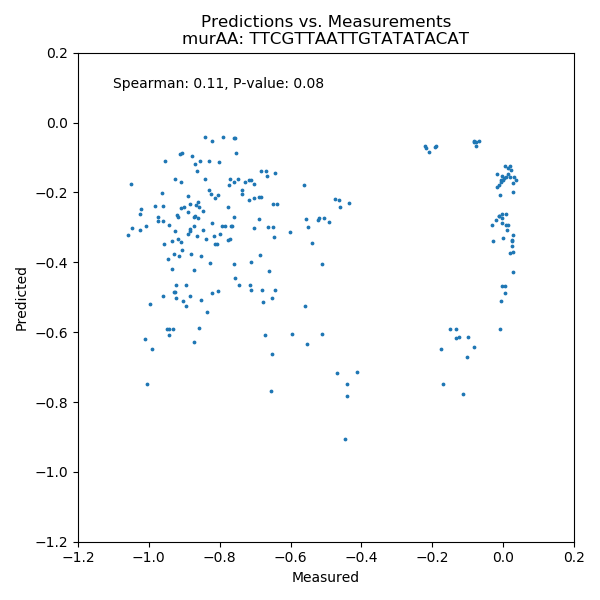 Predictions vs. Measurements
murAA: TTCGTTAATTGTATATACAT
Spearman: 0.11, P-value: 0.08
Predicted
0.2
0.0
−0.2
−0.4
−0.6
−0.8
−1.0
−1.2
−1.2 −1.0 −0.8 −0.6 −0.4 −0.2 0.0 0.2
Measured